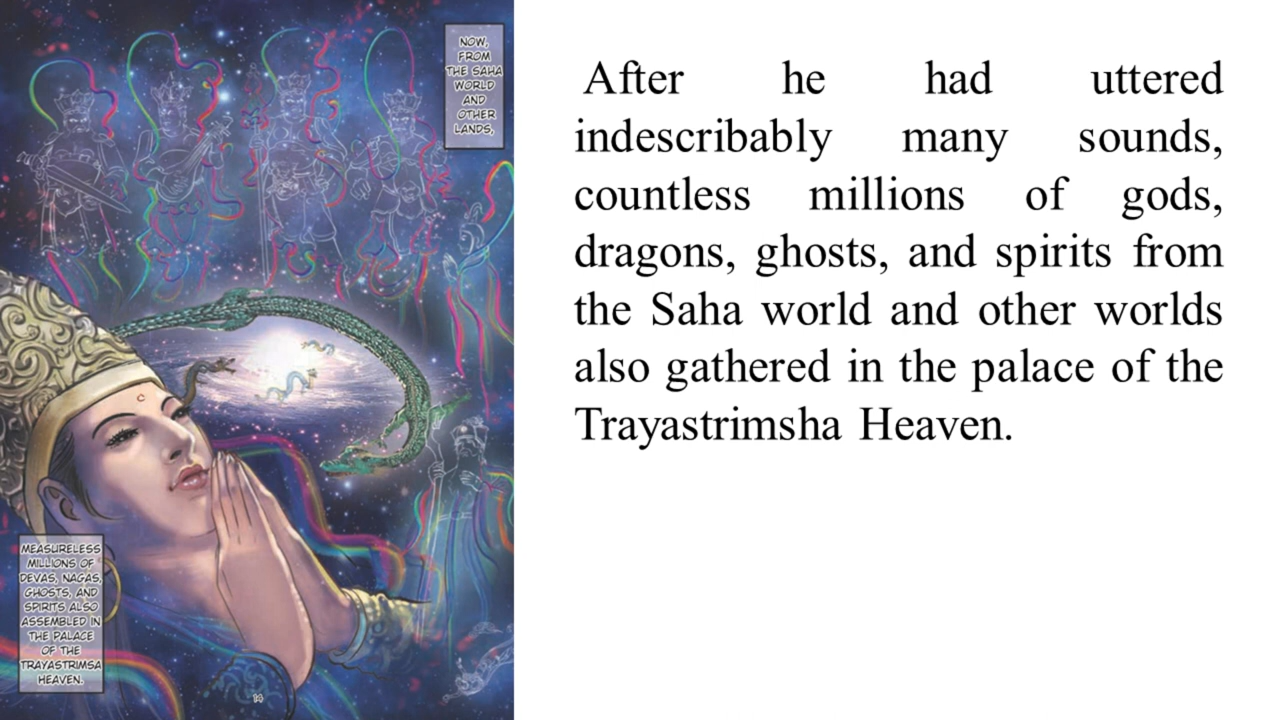 NOW,
FROM
THE SAHA
WORLD
AND
OTHER
LANDS,
MEASURELESS
MILLIONS OF
DEVAS, NAGAS,
GHOSTS, AND
SPIRITS ALSO
ASSEMBLED IN
THE PALACE
OF THE
TRAYASTRIMSA
HEAVEN.
14
After he had uttered
indescribably many sounds,
countless millions of gods,
dragons, ghosts, and spirits from
the Saha world and other worlds
also gathered in the palace of the
Trayastrimsha Heaven.